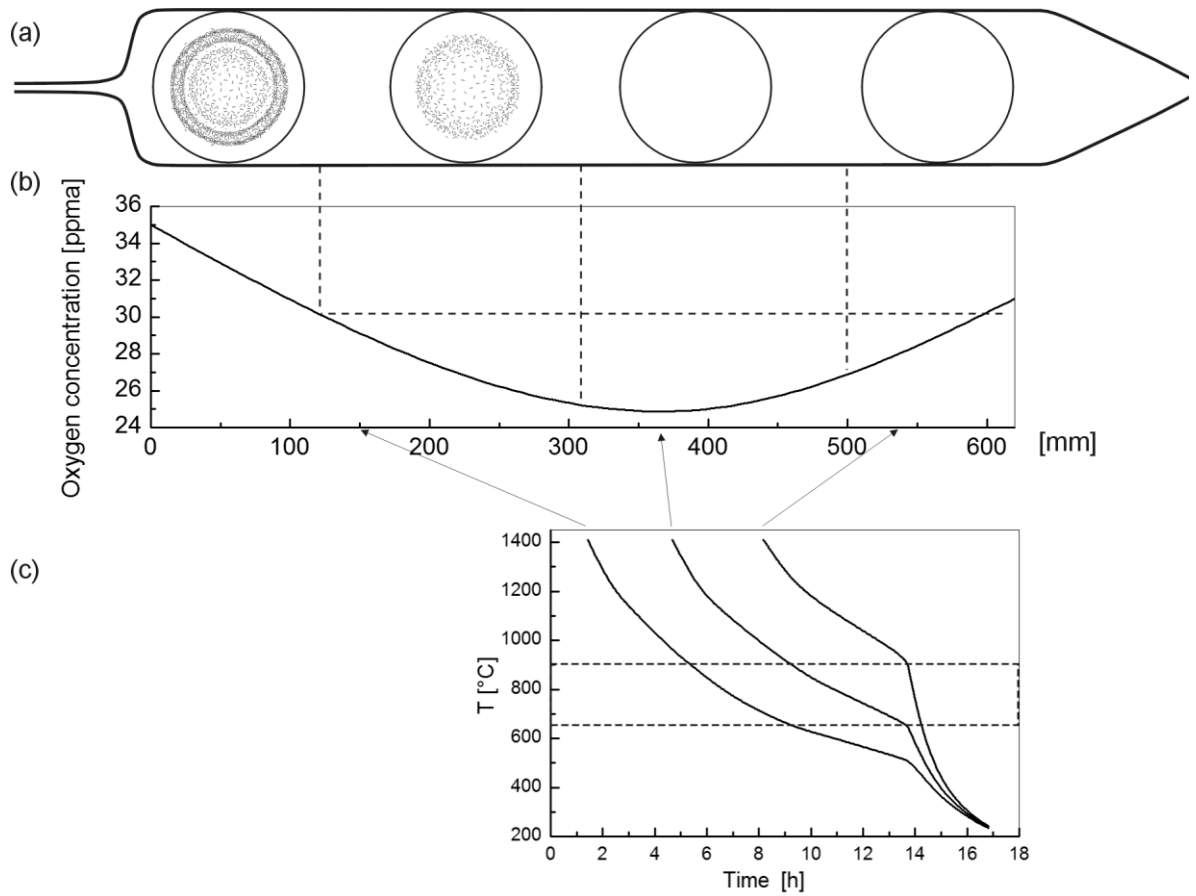 (a)
(b)
Oxygen concentration [ppma]
36
34
32
30
28
26
24
0 100 200 300 400 500 600 [mm]
(c)
T [°C]
1400
1200
1000
800
600
400
200
0 2 4 6 8 10 12 14 16 18
Time [h]